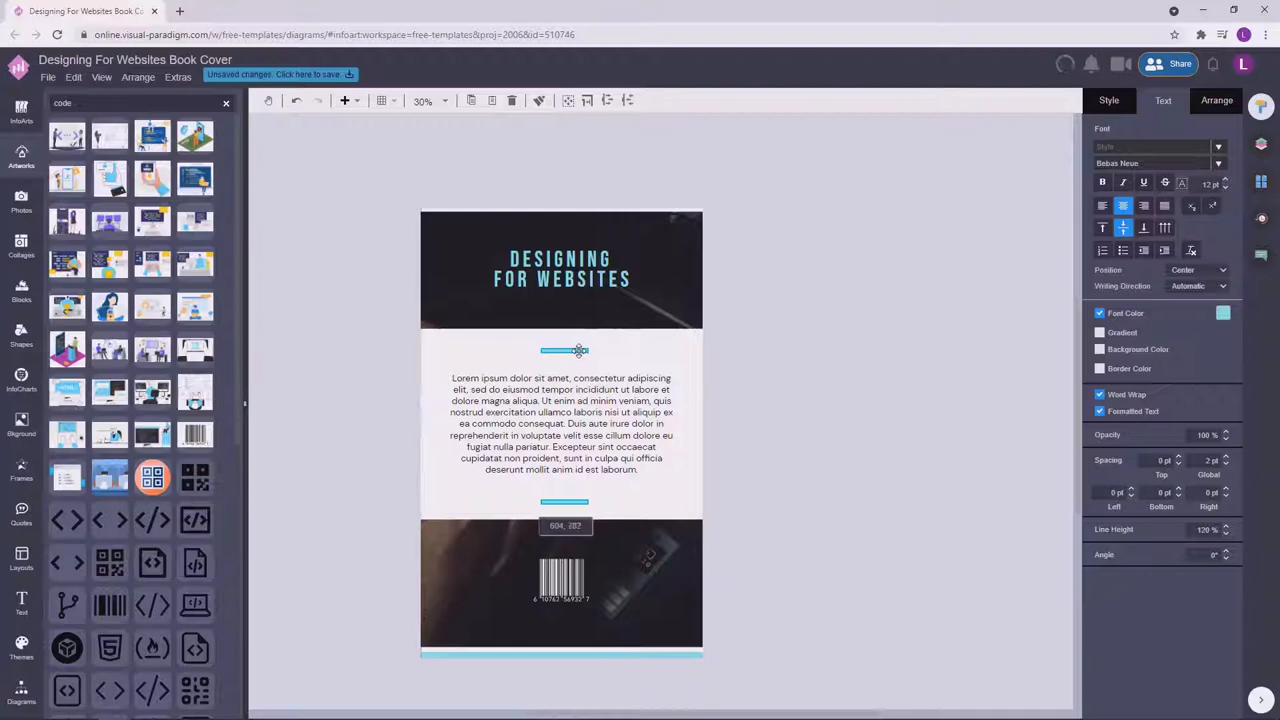 Designing For Websites Book Cov
online.visual-paradigm.com/w/free-templates/diagrams/#infoart:workspace=free-templates&proj=2006&id=510746
L
Designing For Websites Book Cover
File Edit View Arrange Extras
Unsaved changes. Click here to save.
Share
L
code
30%
Style Text Arrange
InfoArts
Artworks
Photos
Collages
Blocks
Shapes
InfoCharts
Bkground
Frames
Quotes
Layouts
Text
Themes
Diagrams
DESIGNING
FOR WEBSITES
Lorem ipsum dolor sit amet, consectetur adipiscing
elit, sed do eiusmod tempor incididunt ut labore et
dolore magna aliqua. Ut enim ad minim veniam, quis
nostrud exercitation ullamco laboris nisi ut aliquip ex
ea commodo consequat. Duis aute irure dolor in
reprehenderit in voluptate velit esse cillum dolore eu
fugiat nulla pariatur. Excepteur sint occaecat
cupidatat non proident, sunt in culpa qui officia
deserunt mollit anim id est laborum.
604, 282
6 10762 56932 7
Font
Style
Bebas Neue
12 pt
Position Center
Writing Direction Automatic
Font Color
Gradient
Background Color
Border Color
Word Wrap
Formatted Text
Opacity 100 %
Spacing 0 pt 2 pt
Top Global
0 pt 0 pt 0 pt
Left Bottom Right
Line Height 120 %
Angle 0°